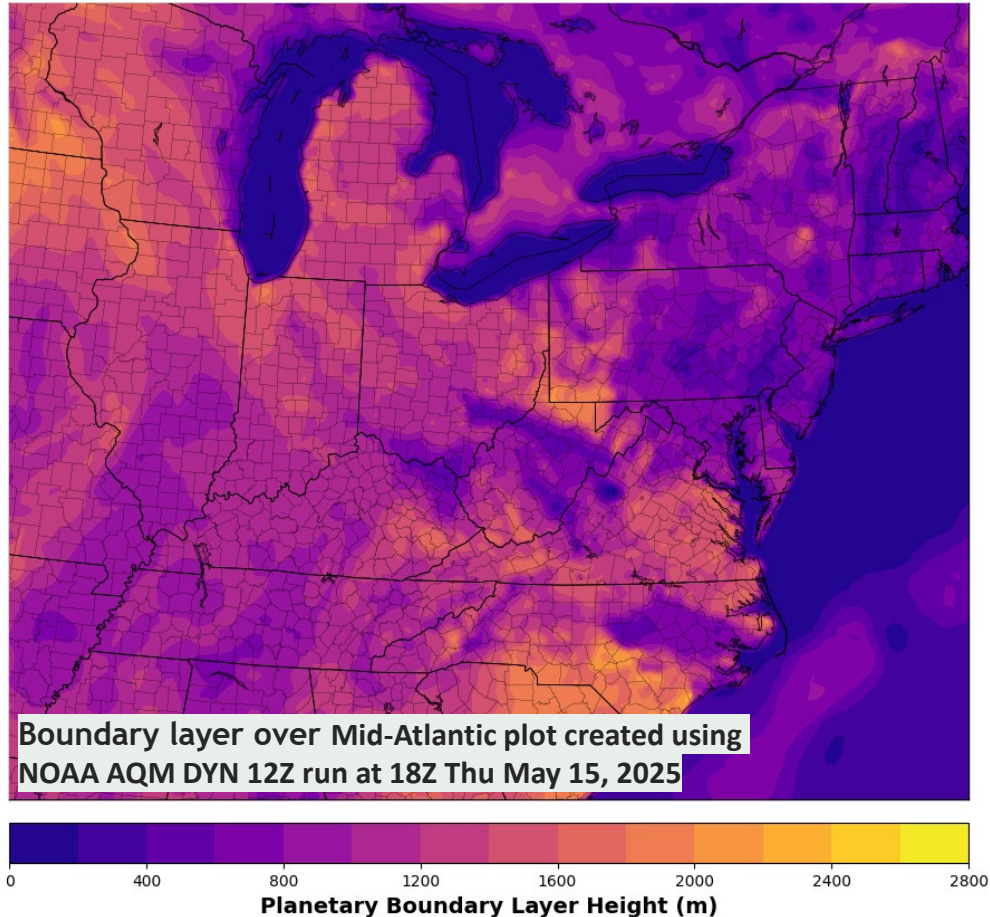 Boundary layer over Mid-Atlantic plot created using
NOAA AQM DYN 12Z run at 18Z Thu May 15, 2025
0 400 800 1200 1600 2000 2400 2800
Planetary Boundary Layer Height (m)